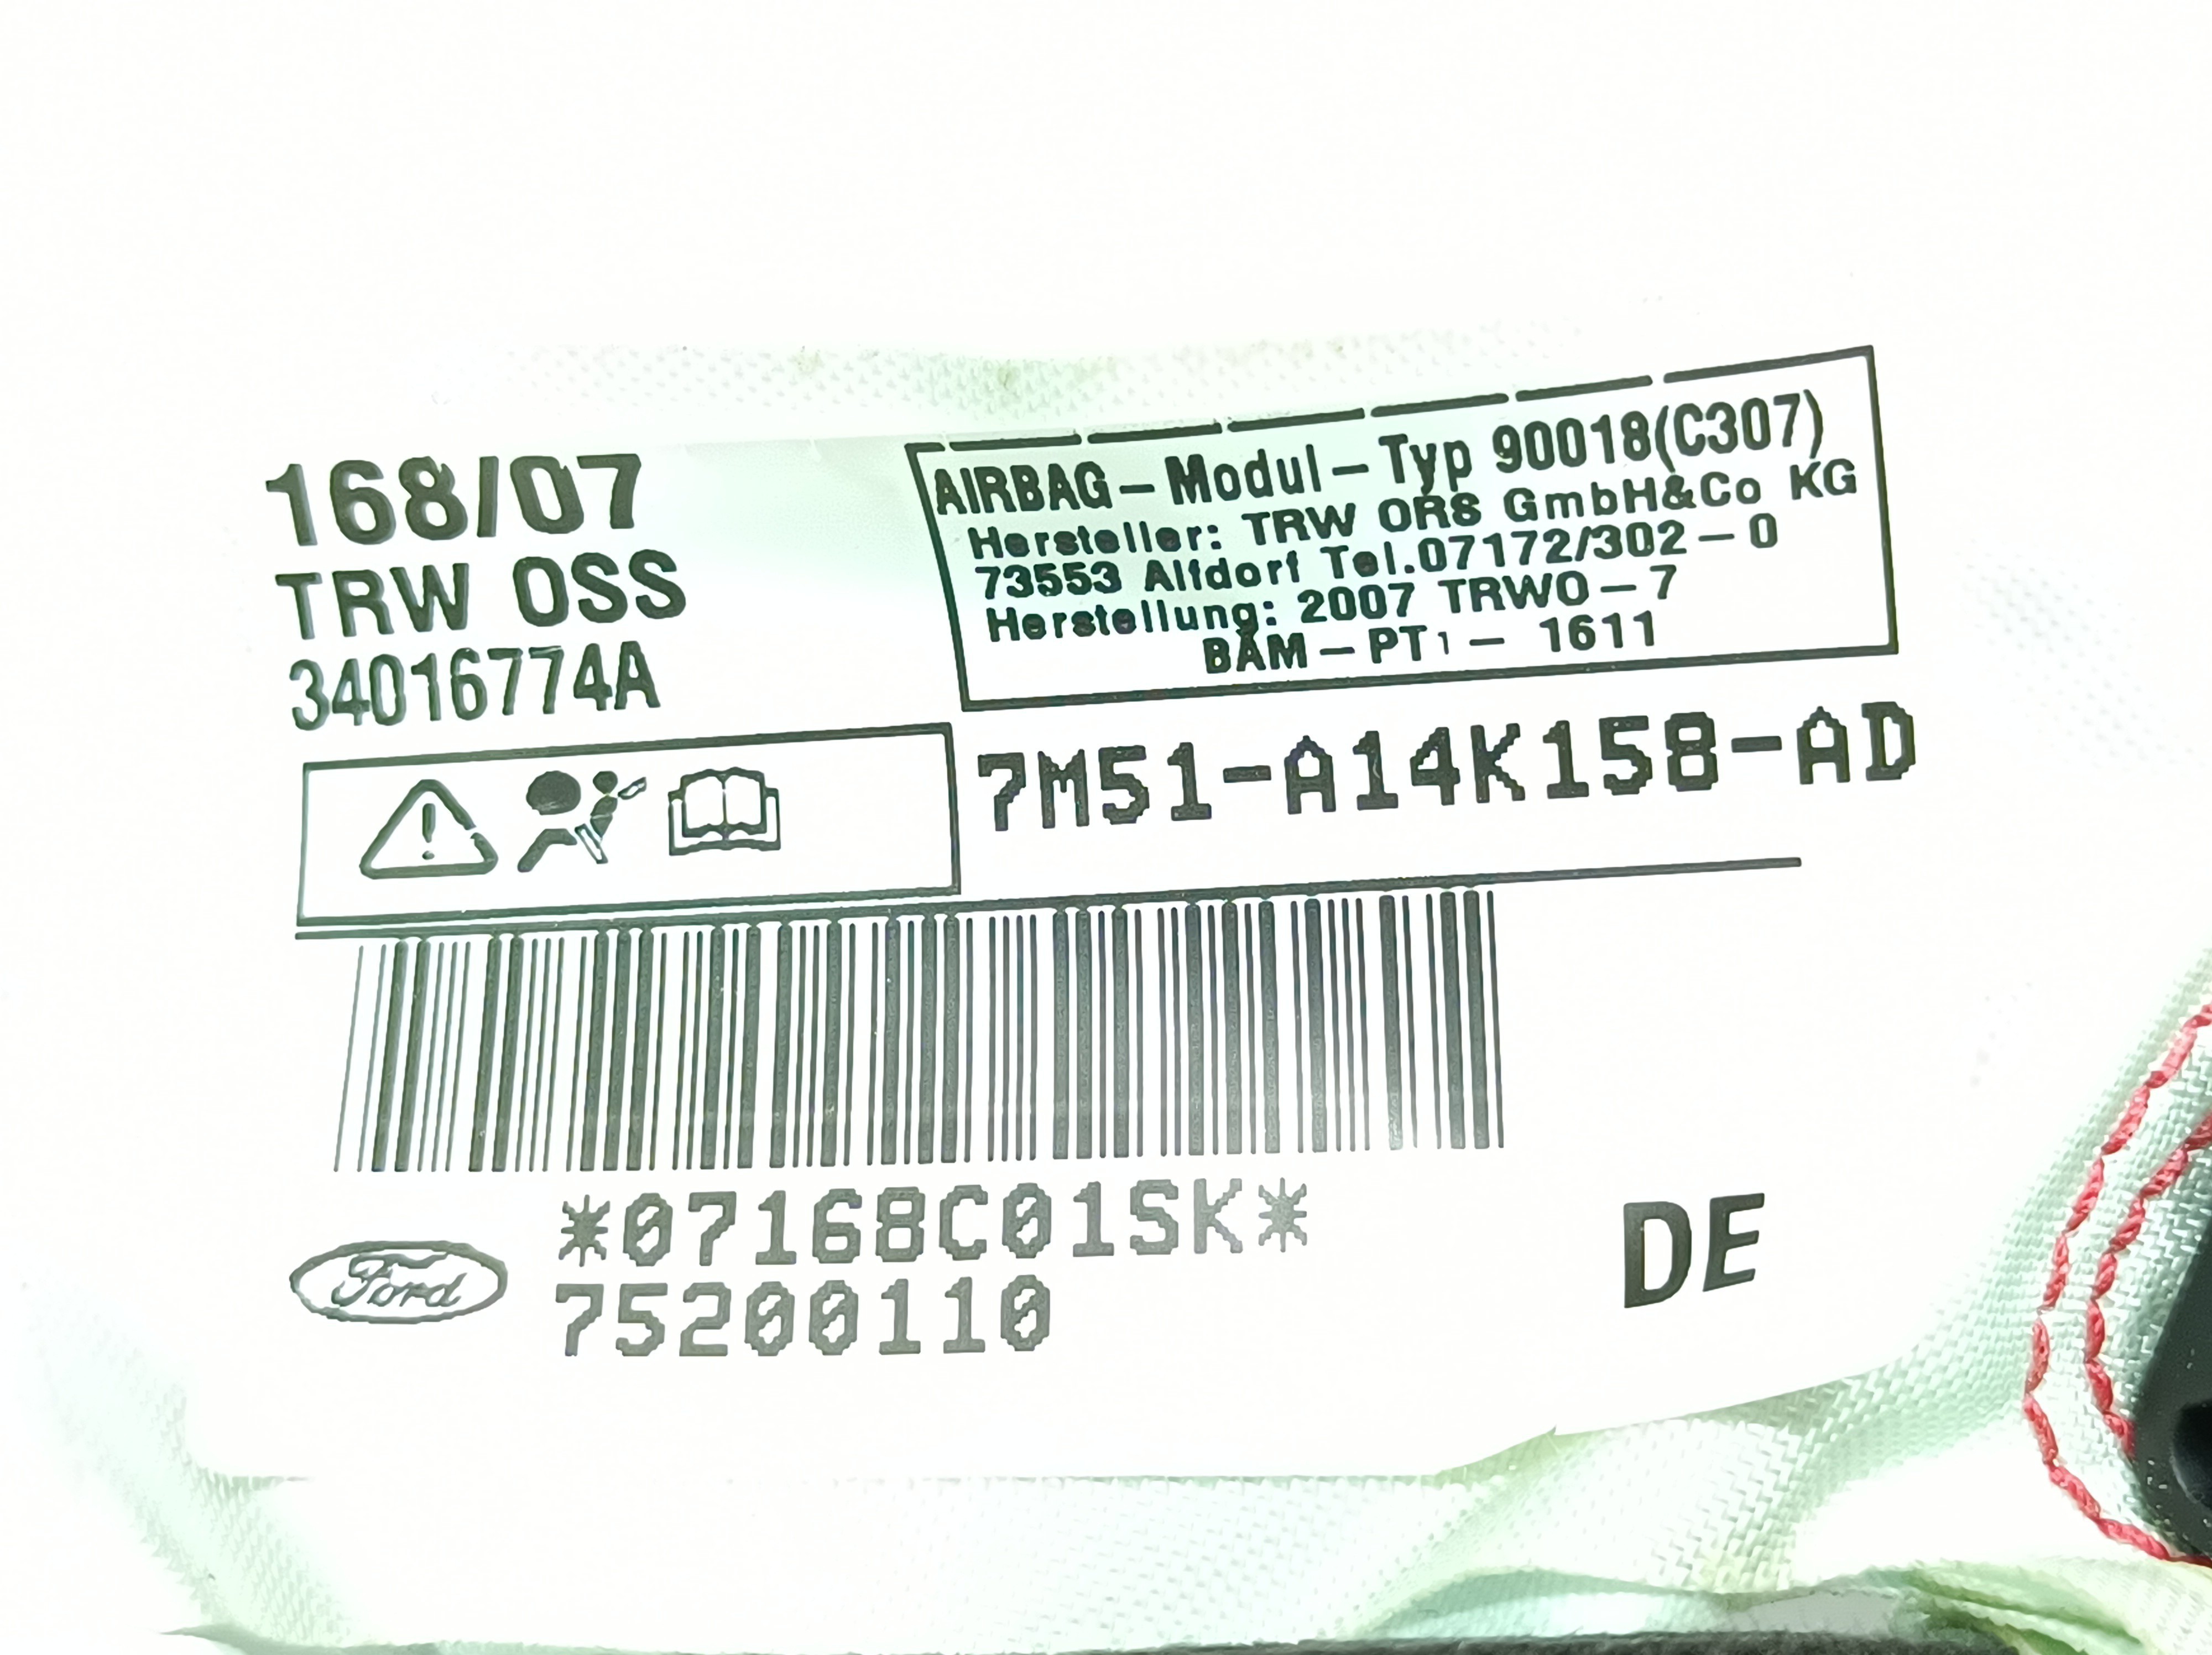 168/07
TRW OSS
34016774A
AIRBAG-Modul-Typ 90018(C307)
Hersteller: TRW ORS GmbH&Co KG
73553 Alfdorf Tel.07172/302-0
Herstellung: 2007 TRWO-7
BAM-PT1- 1611
7M51-A14K158-AD
*07168C01SK*
Ford
75200110
DE